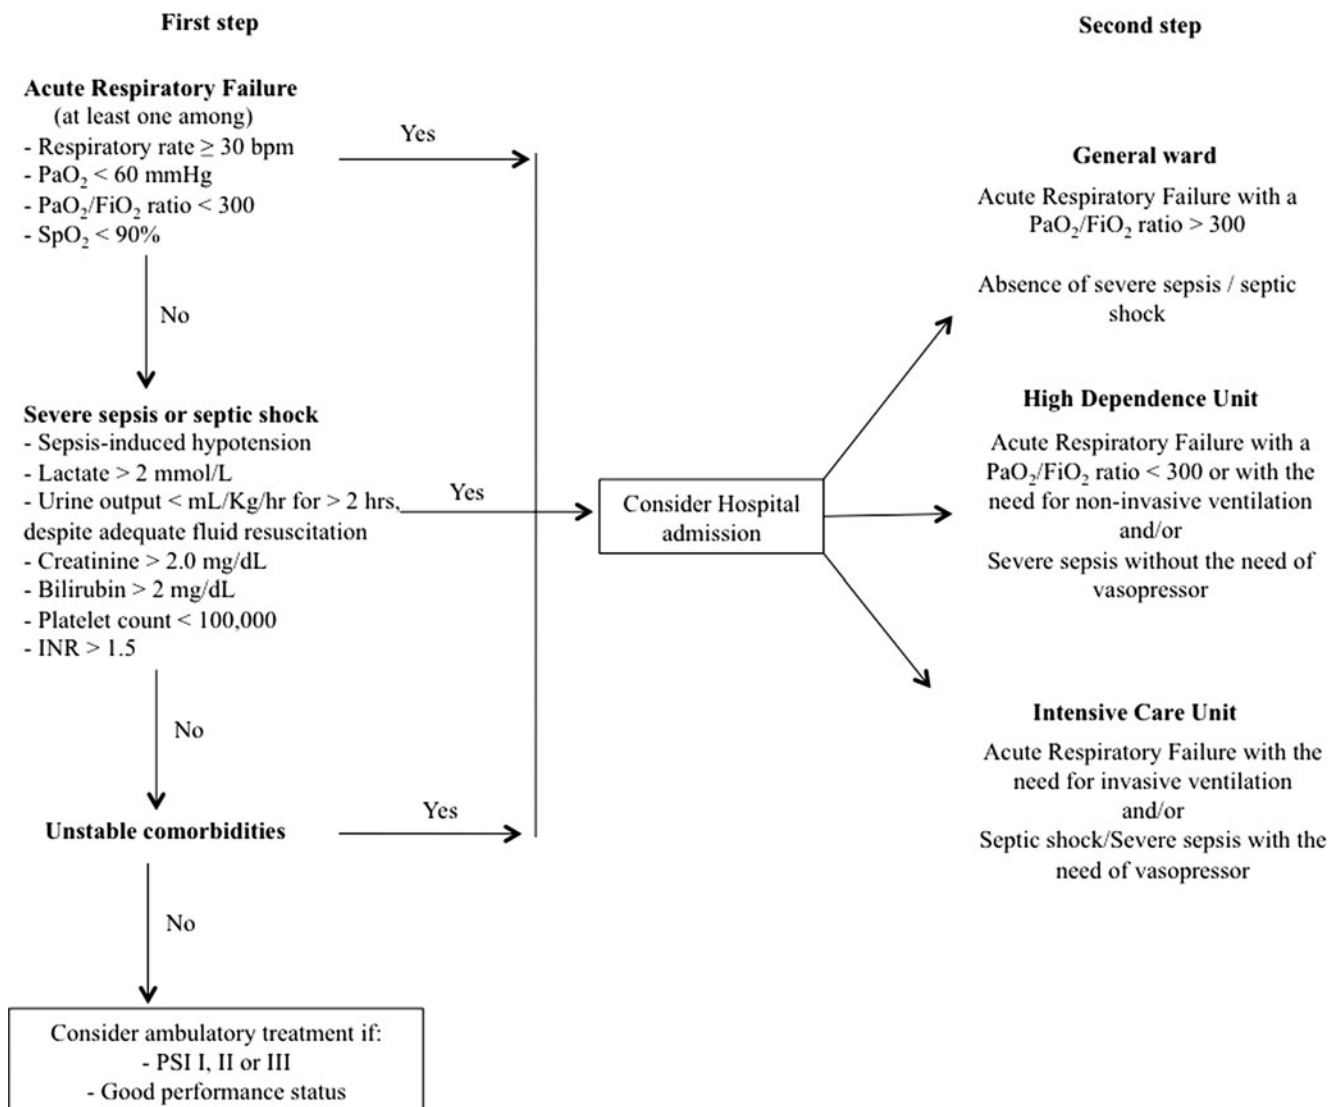 First step
Acute Respiratory Failure
(at least one among)
- Respiratory rate ≥ 30 bpm
- PaO₂ < 60 mmHg
- PaO₂/FiO₂ ratio < 300
- SpO₂ < 90%
Yes
No
Severe sepsis or septic shock
- Sepsis-induced hypotension
- Lactate > 2 mmol/L
- Urine output < mL/Kg/hr for > 2 hrs,
despite adequate fluid resuscitation
- Creatinine > 2.0 mg/dL
- Bilirubin > 2 mg/dL
- Platelet count < 100,000
- INR > 1.5
Yes
No
Unstable comorbidities
Yes
No
Consider ambulatory treatment if:
- PSI I, II or III
- Good performance status
Consider Hospital
admission
Second step
General ward
Acute Respiratory Failure with a
PaO₂/FiO₂ ratio > 300
Absence of severe sepsis / septic
shock
High Dependence Unit
Acute Respiratory Failure with a
PaO₂/FiO₂ ratio < 300 or with the
need for non-invasive ventilation
and/or
Severe sepsis without the need of
vasopressor
Intensive Care Unit
Acute Respiratory Failure with the
need for invasive ventilation
and/or
Septic shock/Severe sepsis with the
need of vasopressor